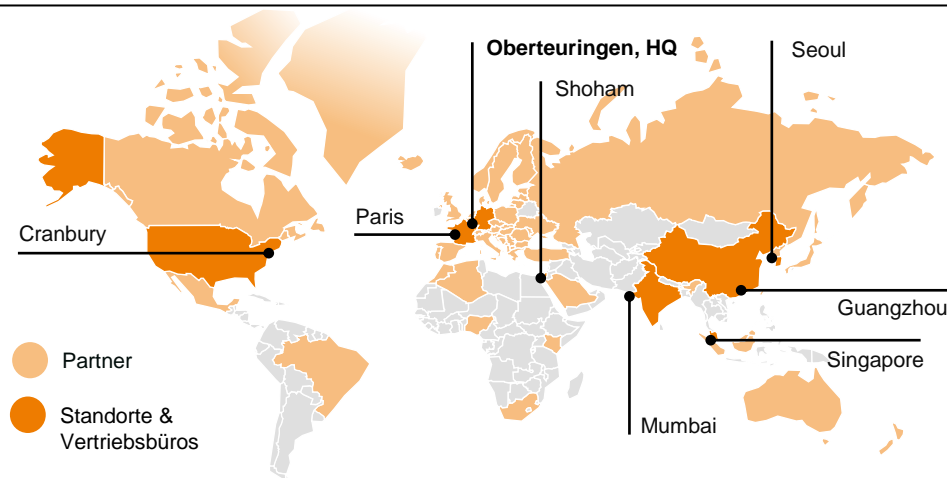 Oberteuringen, HQ
Seoul
Shoham
Paris
Cranbury
Guangzhou
Partner
Singapore
Standorte &
Vertriebsbüros
Mumbai